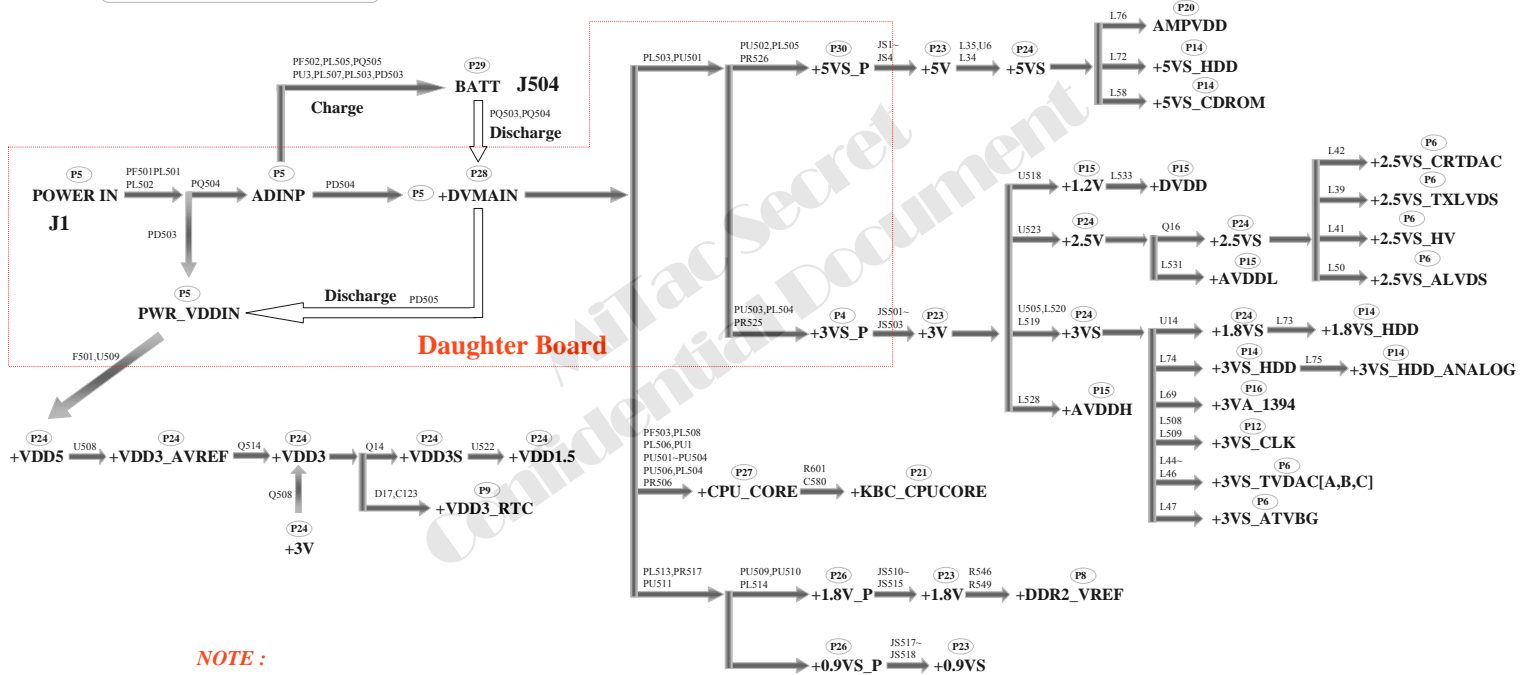 P20
L76
AMPVDD
PU502,PL505
PR526
P30
JS1~
JS4
P23
L35,U6
L34
P24
PL503,PU501
+5VS_P
+5V
+5VS
L72
P14
+5VS_HDD
L58
P14
+5VS_CDROM
PF502,PL505,PQ505
PU3,PL507,PL503,PD503
P29
BATT
J504
Charge
PQ503,PQ504
Discharge
P5
POWER IN
J1
PF501PL501
PL502
PQ504
P5
ADINP
PD504
P5
P28
+DVMAIN
PD503
P5
PWR_VDDIN
Discharge
PD505
Daughter Board
F501,U509
U518
P15
+1.2V
L533
P15
+DVDD
U523
P24
+2.5V
Q16
P24
+2.5VS
L531
P15
+AVDDL
L42
P6
+2.5VS_CRTDAC
L39
P6
+2.5VS_TXLVDS
L41
P6
+2.5VS_HV
L50
P6
+2.5VS_ALVDS
PU503,PL504
PR525
P4
+3VS_P
JS501~
JS503
P23
+3V
U505,L520
L519
P24
+3VS
U14
P24
+1.8VS
L73
P14
+1.8VS_HDD
L74
P14
+3VS_HDD
L75
P14
+3VS_HDD_ANALOG
L528
P15
+AVDDH
L69
P16
+3VA_1394
L508
L509
P12
+3VS_CLK
L44~
L46
P6
+3VS_TVDAC[A,B,C]
L47
P6
+3VS_ATVBG
P24
+VDD5
U508
P24
+VDD3_AVREF
Q514
P24
+VDD3
Q14
P24
+VDD3S
U522
P24
+VDD1.5
D17,C123
P9
+VDD3_RTC
Q508
P24
+3V
PF503,PL508
PL506,PU1
PU501~PU504
PU506,PL504
PR506
P27
+CPU_CORE
R601
C580
P21
+KBC_CPUCORE
PL513,PR517
PU511
PU509,PU510
PL514
P26
+1.8V_P
JS510~
JS515
P23
+1.8V
R546
R549
P8
+DDR2_VREF
P26
+0.9VS_P
JS517~
JS518
P23
+0.9VS
NOTE :
MiTac Secret
Confidential Document